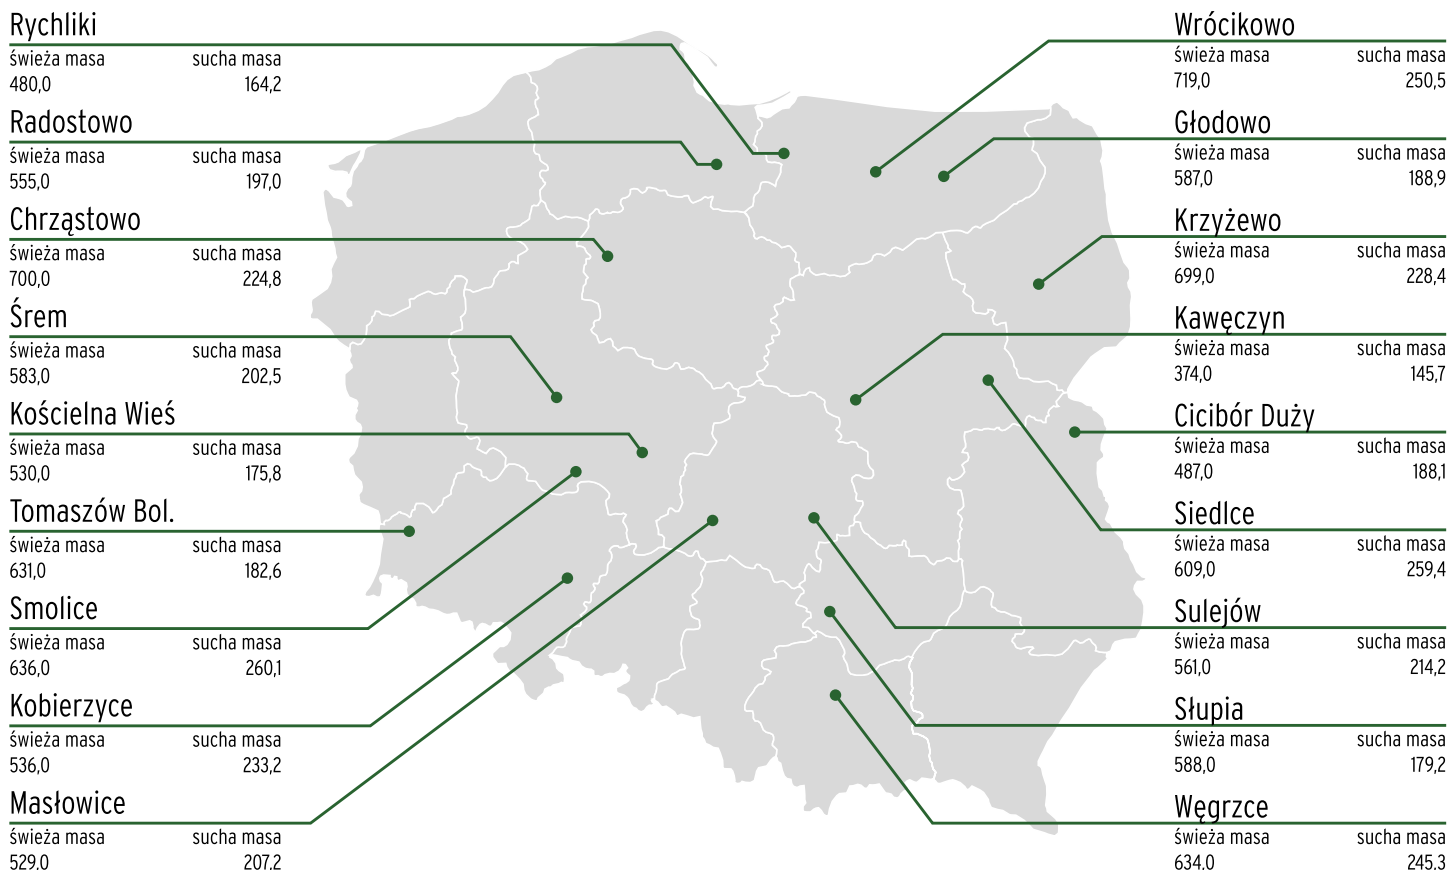 Rychliki
świeża masa sucha masa
480,0 164,2
Radostowo
świeża masa sucha masa
555,0 197,0
Chrząstowo
świeża masa sucha masa
700,0 224,8
Śrem
świeża masa sucha masa
583,0 202,5
Kościelna Wieś
świeża masa sucha masa
530,0 175,8
Tomaszów Bol.
świeża masa sucha masa
631,0 182,6
Smolice
świeża masa sucha masa
636,0 260,1
Kobierzyce
świeża masa sucha masa
536,0 233,2
Masłowice
świeża masa sucha masa
529,0 207,2
Wrócikowo
świeża masa sucha masa
719,0 250,5
Głodowo
świeża masa sucha masa
587,0 188,9
Krzyżewo
świeża masa sucha masa
699,0 228,4
Kawęczyn
świeża masa sucha masa
374,0 145,7
Cicibór Duży
świeża masa sucha masa
487,0 188,1
Siedlce
świeża masa sucha masa
609,0 259,4
Sulejów
świeża masa sucha masa
561,0 214,2
Słupia
świeża masa sucha masa
588,0 179,2
Węgrzce
świeża masa sucha masa
634,0 245,3